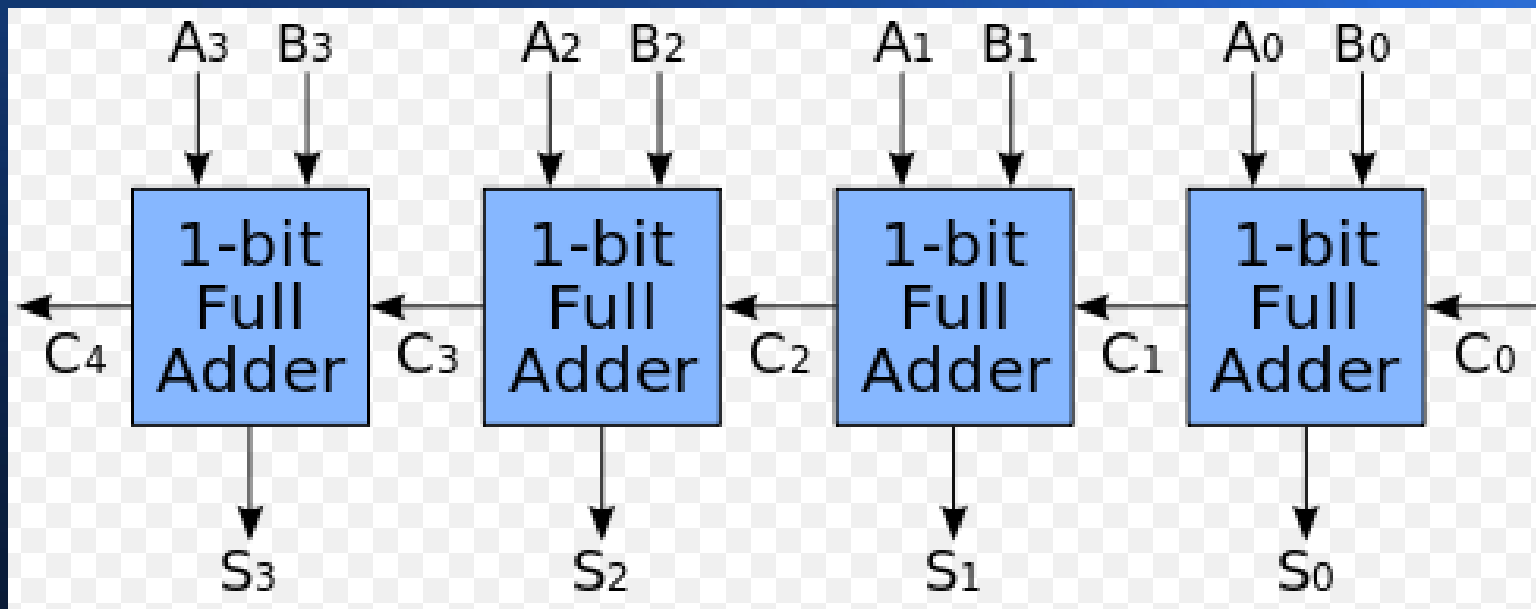 A3 B3 A2 B2 A1 B1 A0 B0
1-bit Full Adder
1-bit Full Adder
1-bit Full Adder
1-bit Full Adder
C4 C3 C2 C1 C0
S3 S2 S1 S0